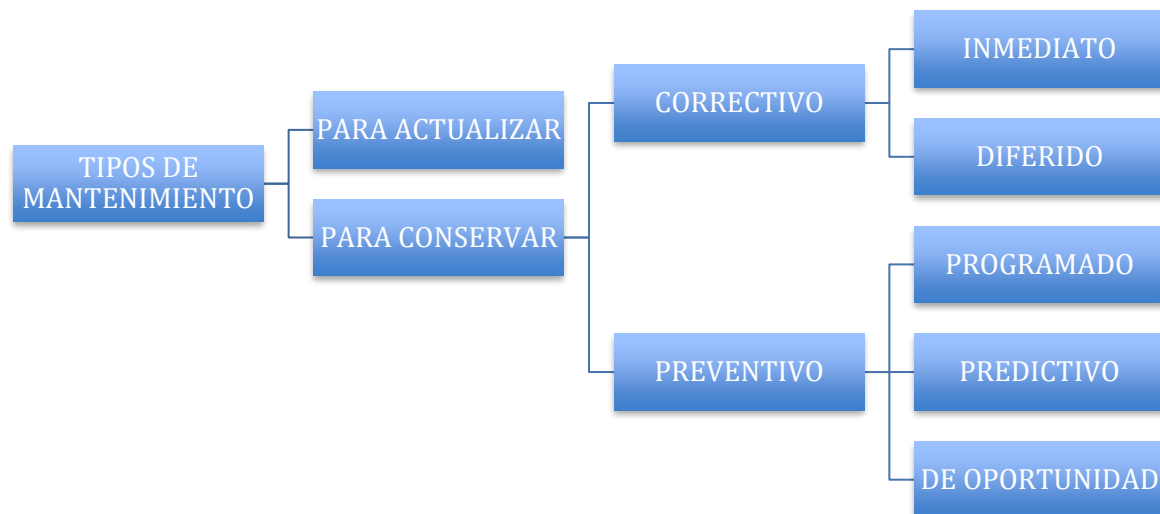 TIPOS DE
MANTENIMIENTO
PARA ACTUALIZAR
PARA CONSERVAR
CORRECTIVO
INMEDIATO
DIFERIDO
PREVENTIVO
PROGRAMADO
PREDICTIVO
DE OPORTUNIDAD